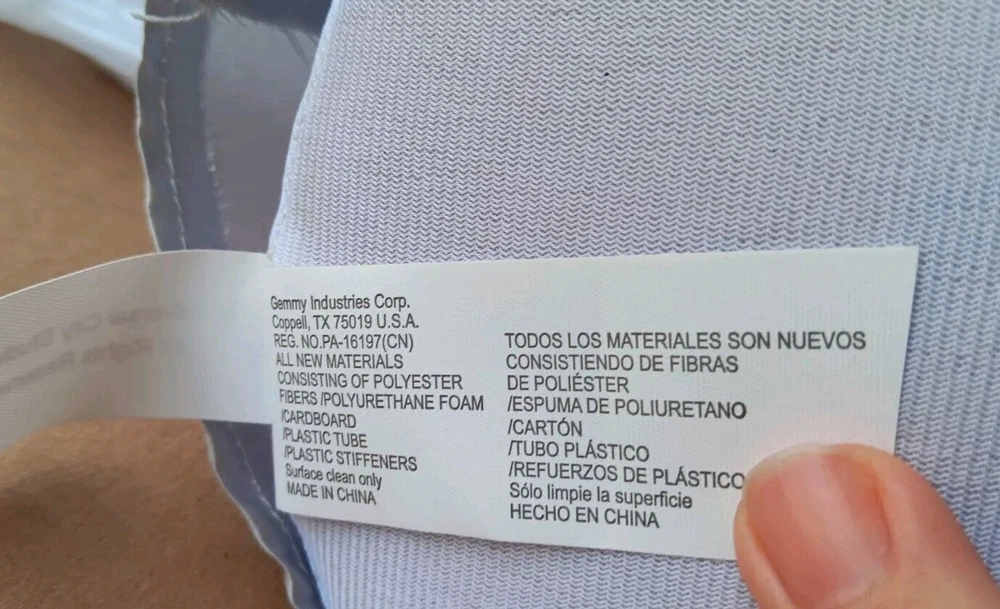 Gemmy Industries Corp.
Coppell, TX 75019 U.S.A.
REG. NO.PA-16197(CN)
ALL NEW MATERIALS
CONSISTING OF POLYESTER
FIBERS /POLYURETHANE FOAM
/CARDBOARD
/PLASTIC TUBE
/PLASTIC STIFFENERS
Surface clean only
MADE IN CHINA
TODOS LOS MATERIALES SON NUEVOS
CONSISTIENDO DE FIBRAS
DE POLIÉSTER
/ESPUMA DE POLIURETANO
/CARTÓN
/TUBO PLÁSTICO
/REFUERZOS DE PLÁSTICO
Sólo limpie la superficie
HECHO EN CHINA